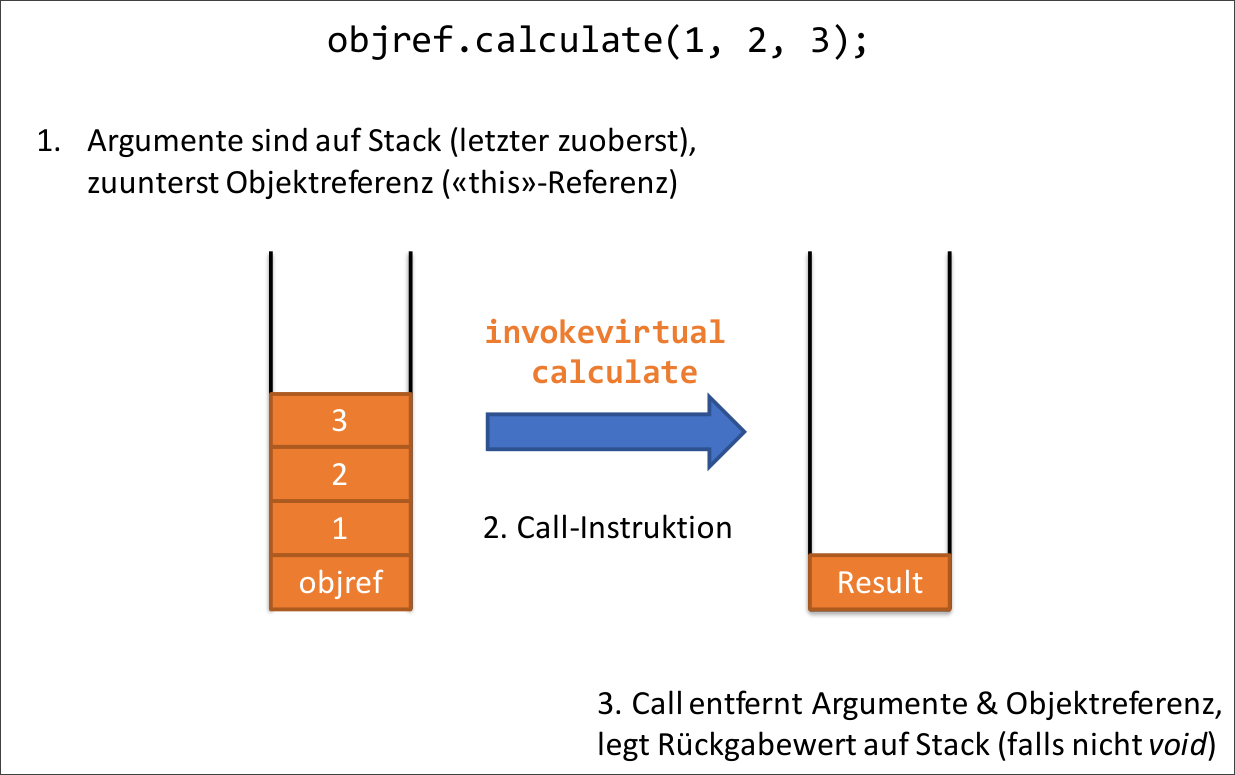 objref.calculate(1, 2, 3);
1. Argumente sind auf Stack (letzter zuoberst),
zuunterst Objektreferenz («this»-Referenz)
invokevirtual
calculate
3
2
1
objref
2. Call-Instruktion
Result
3. Call entfernt Argumente & Objektreferenz,
legt Rückgabewert auf Stack (falls nicht void)